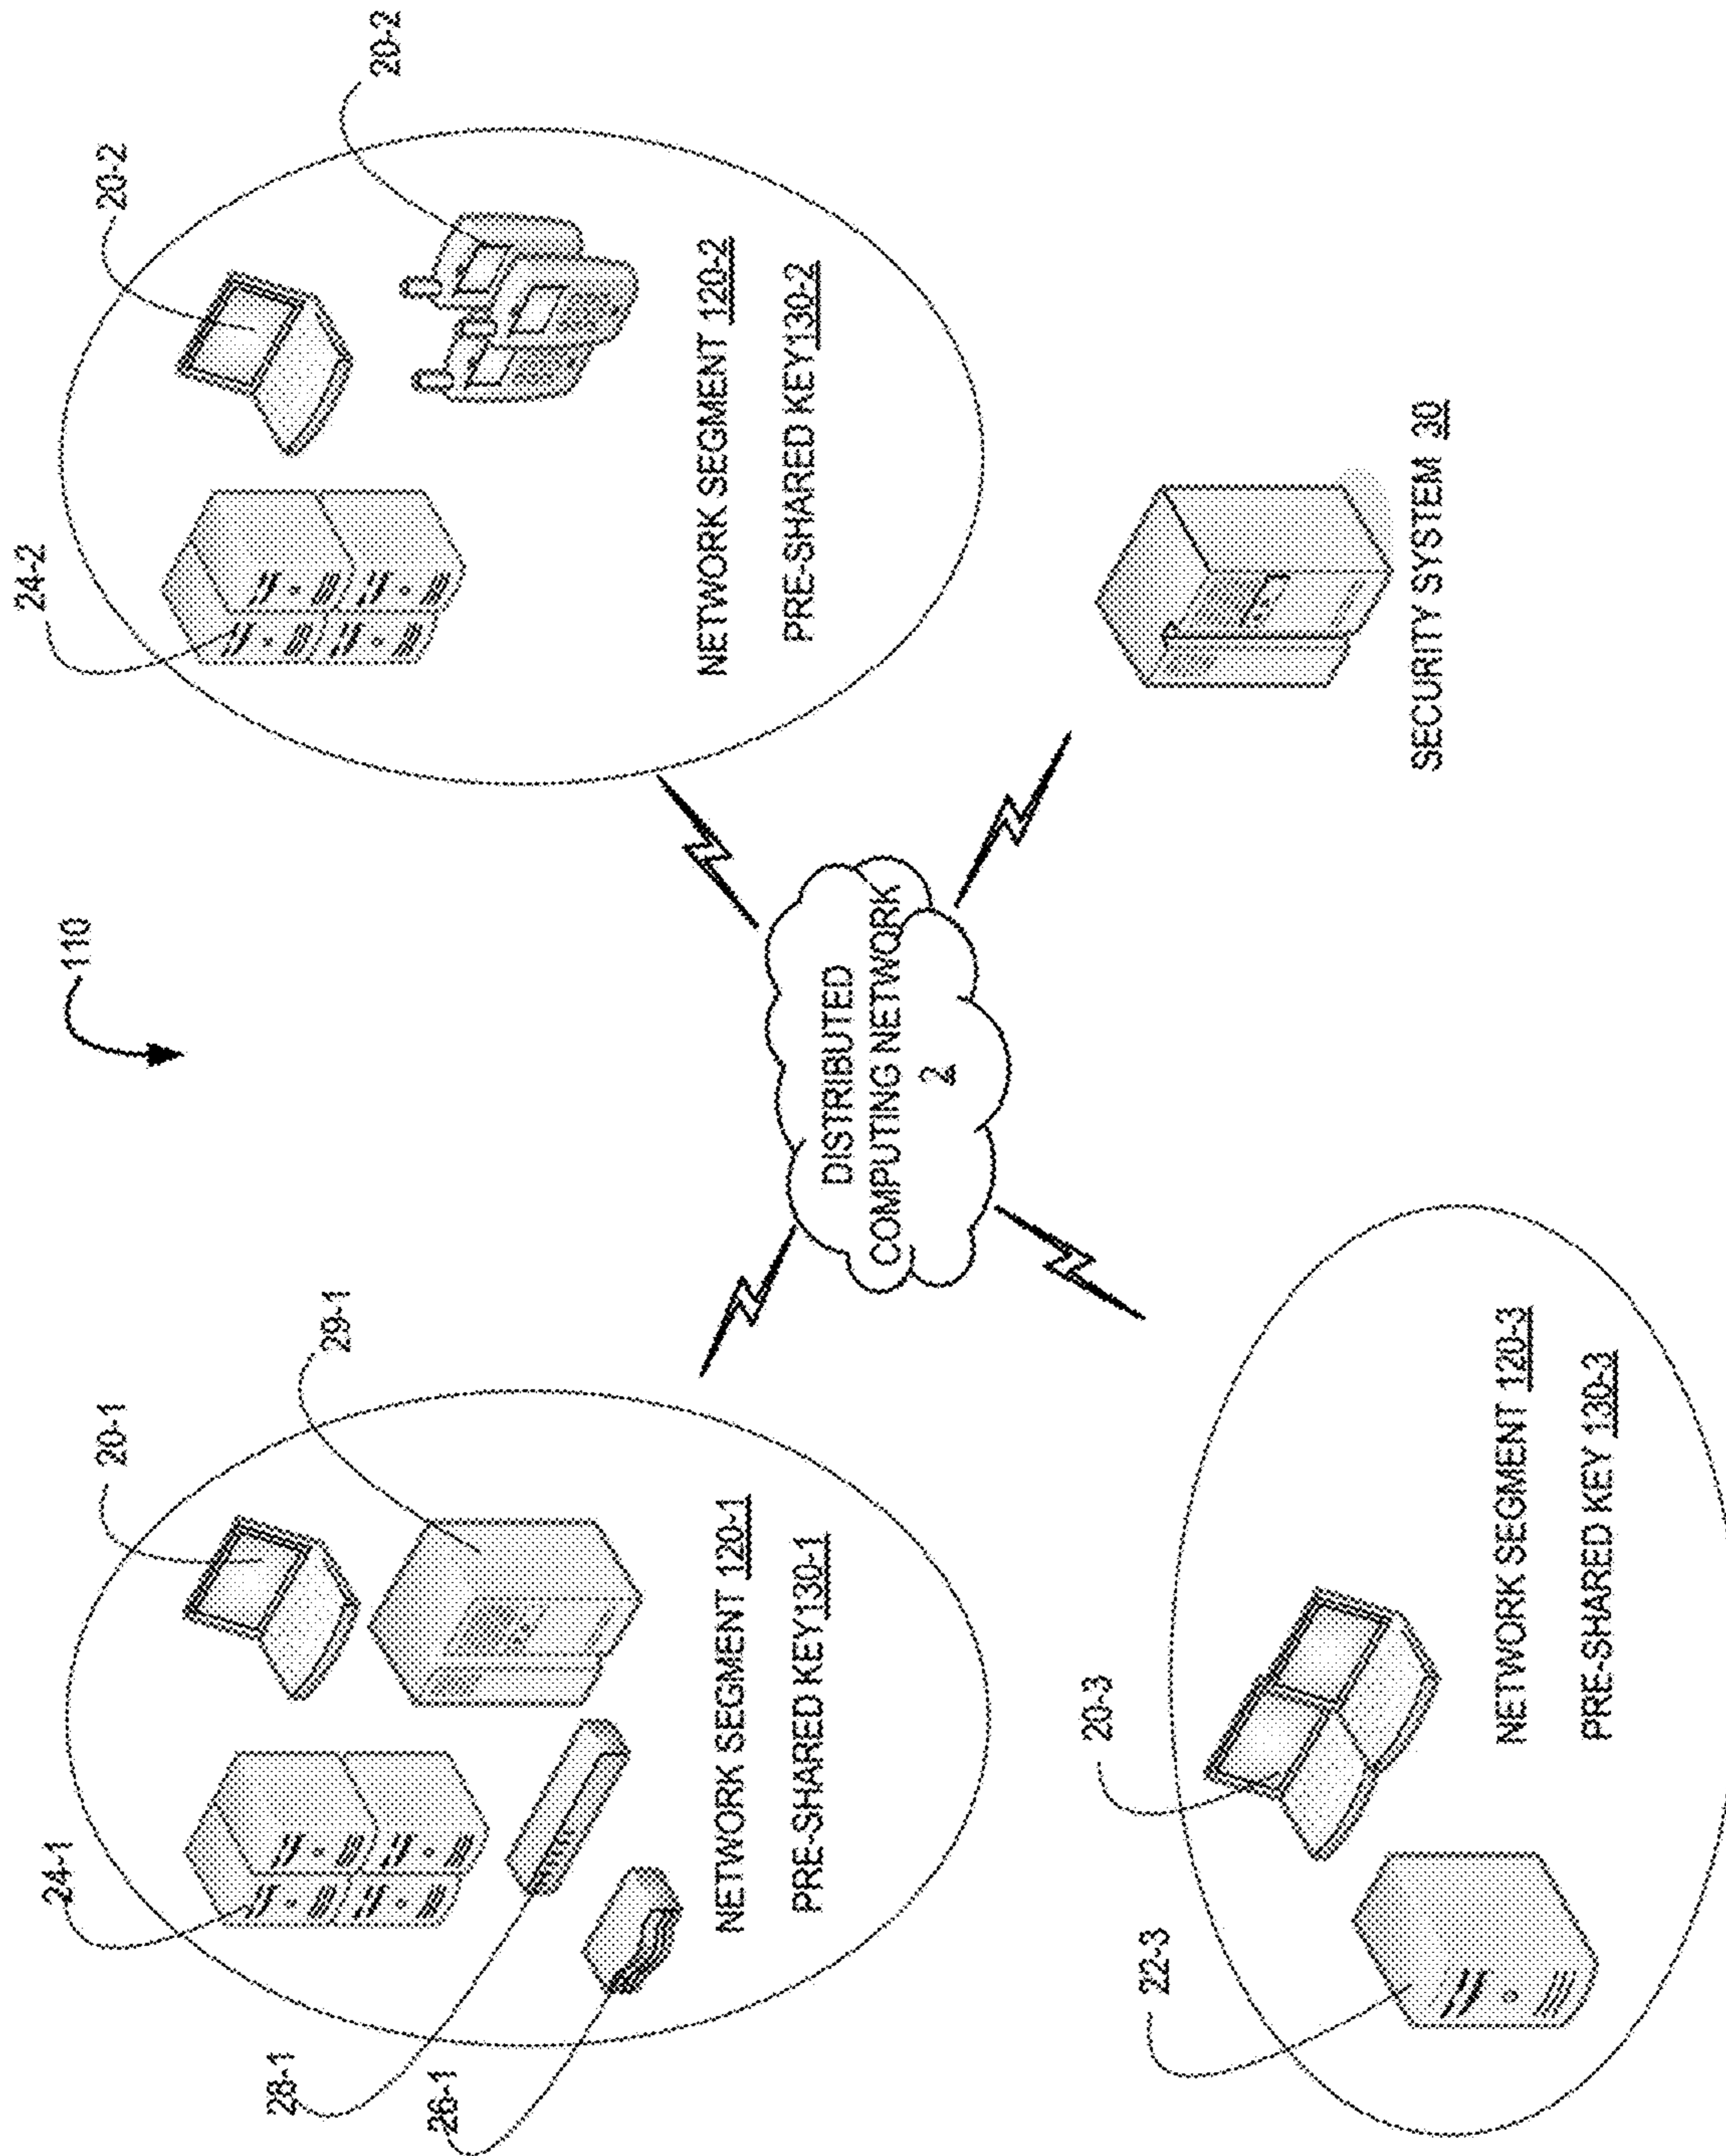 110
24-1
20-1
29-1
28-1
26-1
NETWORK SEGMENT 120-1
PRE-SHARED KEY130-1
24-2
20-2
20-2
NETWORK SEGMENT 120-2
PRE-SHARED KEY130-2
DISTRIBUTED
COMPUTING NETWORK
2
22-3
20-3
NETWORK SEGMENT 120-3
PRE-SHARED KEY 130-3
SECURITY SYSTEM 30